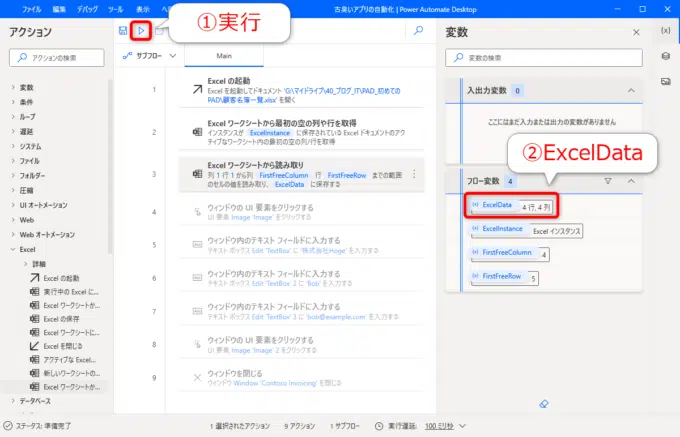 ファイル 編集 デバッグ ツール 表示 ヘルプ
古臭いアプリの自動化 | Power Automate Desktop
①実行
アクション
アクションの検索
変数
条件
ループ
遅延
システム
ファイル
フォルダー
圧縮
UI オートメーション
Web
Web オートメーション
Excel
詳細
Excel の起動
実行中の Excel に...
Excel ワークシートか...
Excel の保存
Excel ワークシートに...
Excel を閉じる
アクティブな Excel...
新しいワークシートの...
Excel ワークシートか...
データベース
サブフロー
Main
1
Excel の起動
Excel を起動してドキュメント 'G:\マイドライブ\40_ブログ_IT\PAD_初めての
PAD\顧客名簿一覧.xlsx' を開く
2
Excel ワークシートから最初の空の列や行を取得
インスタンスが ExcelInstance に保存されている Excel ドキュメントのアク
ティブなワークシート内の最初の空の列/行を取得
3
Excel ワークシートから読み取り
列 1 行 1 から列 FirstFreeColumn 行 FirstFreeRow までの範囲
のセルの値を読み取り、 ExcelData に保存する
4
ウィンドウの UI 要素をクリックする
UI 要素 Image 'Image' をクリックする
5
ウィンドウ内のテキスト フィールドに入力する
テキスト ボックス Edit 'TextBox' に '株式会社Hoge' を入力する
6
ウィンドウ内のテキスト フィールドに入力する
テキスト ボックス Edit 'TextBox' 2 に 'Bob' を入力する
7
ウィンドウ内のテキスト フィールドに入力する
テキスト ボックス Edit 'TextBox' 3 に 'bob@example.com' を入力する
8
ウィンドウの UI 要素をクリックする
UI 要素 Image 'Image' 2 をクリックする
9
ウィンドウを閉じる
ウィンドウ Window 'Contoso Invoicing' を閉じる
変数
変数の検索
入出力変数 0
ここにはまだ入力または出力の変数がありません
②ExcelData
フロー変数 4
ExcelData 4 行, 4 列
ExcelInstance Excel インスタンス
FirstFreeColumn 4
FirstFreeRow 5
ステータス: 準備完了
1 選択されたアクション
9 アクション
1 サブフロー
実行遅延: 100 ミリ秒